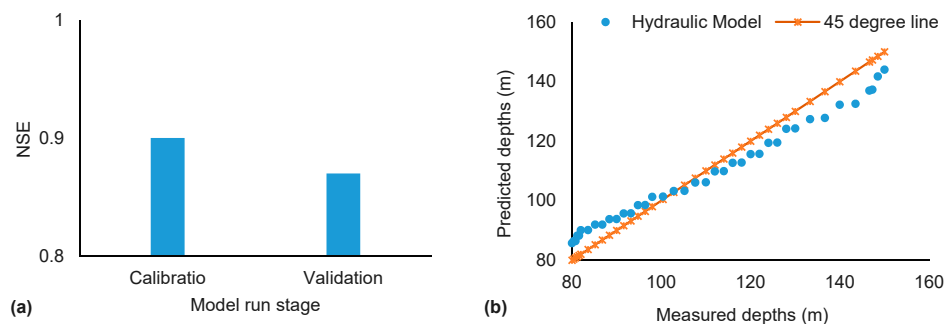 1
0.9
0.8
NSE
Calibratio
Validation
Model run stage
(a)
Hydraulic Model
45 degree line
160
140
120
100
80
Predicted depths (m)
80
100
120
140
160
Measured depths (m)
(b)